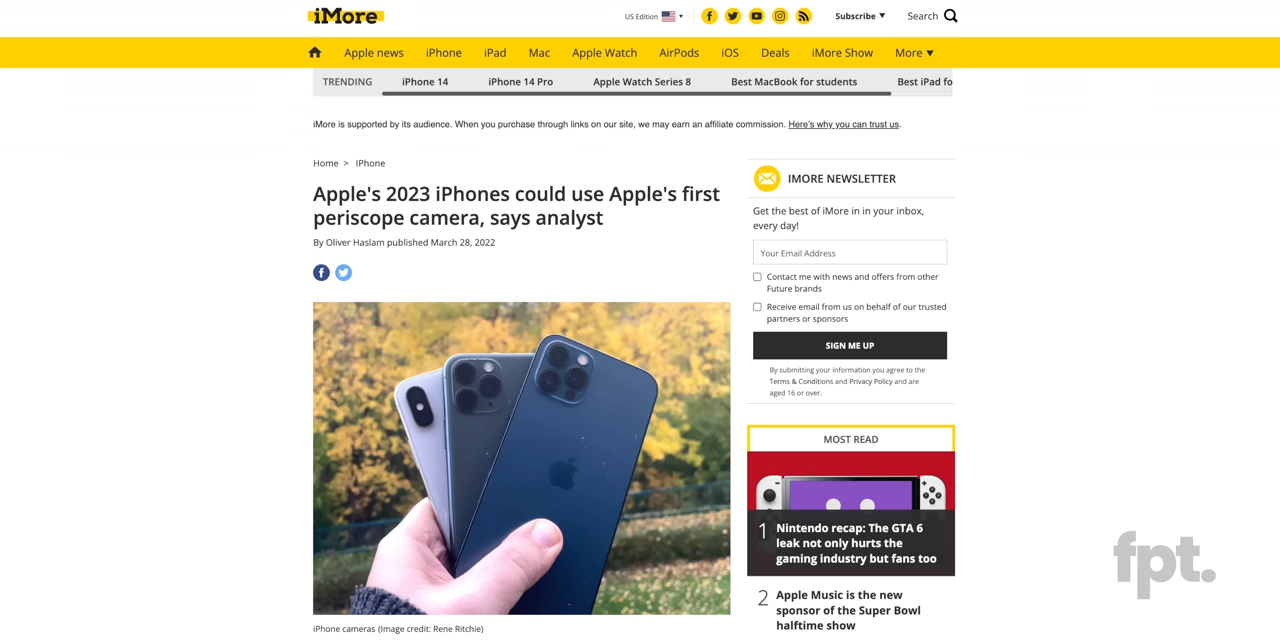 iMore
US Edition
Subscribe
Search
Apple news iPhone iPad Mac Apple Watch AirPods iOS Deals iMore Show More
TRENDING iPhone 14 iPhone 14 Pro Apple Watch Series 8 Best MacBook for students Best iPad fo
iMore is supported by its audience. When you purchase through links on our site, we may earn an affiliate commission. Here's why you can trust us.
Home > IPhone
Apple's 2023 iPhones could use Apple's first
periscope camera, says analyst
By Oliver Haslam published March 28, 2022
iPhone cameras (Image credit: Rene Ritchie)
IMORE NEWSLETTER
Get the best of iMore in in your inbox,
every day!
Your Email Address
Contact me with news and offers from other
Future brands
Receive email from us on behalf of our trusted
partners or sponsors
SIGN ME UP
By submitting your information you agree to the
Terms & Conditions and Privacy Policy and are
aged 16 or over.
MOST READ
1 Nintendo recap: The GTA 6
leak not only hurts the
gaming industry but fans too
2 Apple Music is the new
sponsor of the Super Bowl
halftime show
fpt.